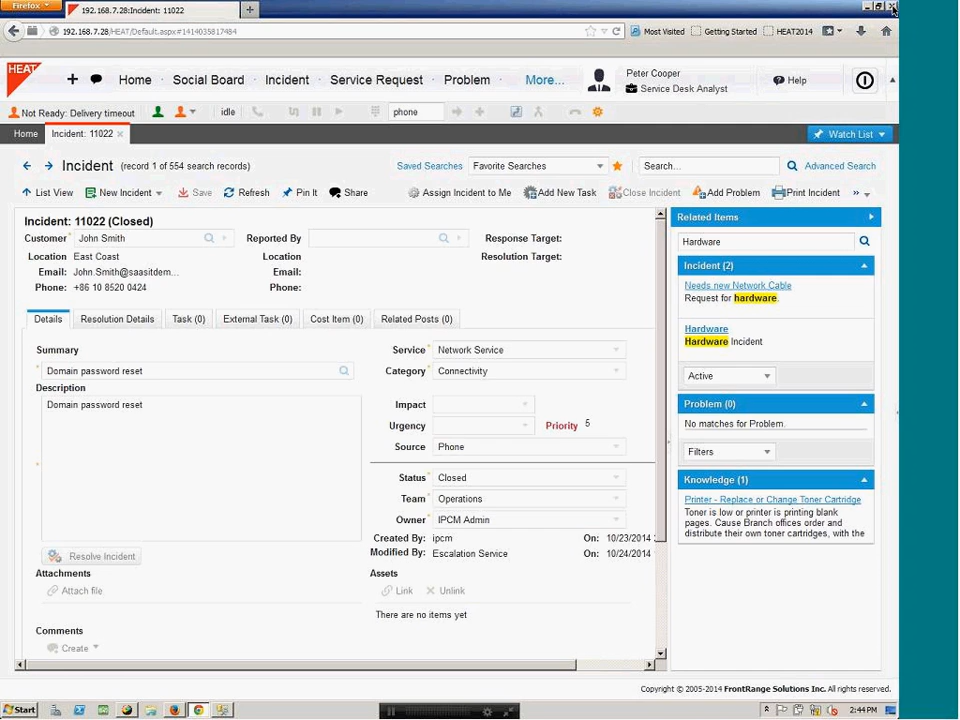 Firefox
192.168.7.28:Incident: 11022
192.168.7.28/HEAT/Default.aspx#1414035817484
Most Visited Getting Started HEAT2014
HEAT Home Social Board Incident Service Request Problem More... Peter Cooper Help
Service Desk Analyst
Not Ready: Delivery timeout idle phone
Home Incident: 11022 Watch List
Incident (record 1 of 554 search records) Saved Searches Favorite Searches Search... Advanced Search
List View New Incident Save Refresh Pin It Share Assign Incident to Me Add New Task Close Incident Add Problem Print Incident
Incident: 11022 (Closed)
Customer John Smith Reported By Response Target:
Location East Coast Location Resolution Target:
Email: John.Smith@saasitdem... Email:
Phone: +86 10 8520 0424 Phone:
Details Resolution Details Task (0) External Task (0) Cost Item (0) Related Posts (0)
Summary
Domain password reset
Description
Domain password reset
Resolve Incident
Attachments
Attach file
Comments
Create
Service Network Service
Category Connectivity
Impact
Urgency Priority 5
Source Phone
Status Closed
Team Operations
Owner IPCM Admin
Created By: ipcm On: 10/23/2014
Modified By: Escalation Service On: 10/24/2014
Assets
Link Unlink
There are no items yet
Related Items
Hardware
Incident (2)
Needs new Network Cable
Request for hardware.
Hardware
Hardware Incident
Active
Problem (0)
No matches for Problem.
Filters
Knowledge (1)
Printer - Replace or Change Toner Cartridge
Toner is low or printer is printing blank
pages. Cause Branch offices order and
distribute their own toner cartridges, with the
Copyright © 2005-2014 FrontRange Solutions Inc. All rights reserved.
Start 2:44 PM